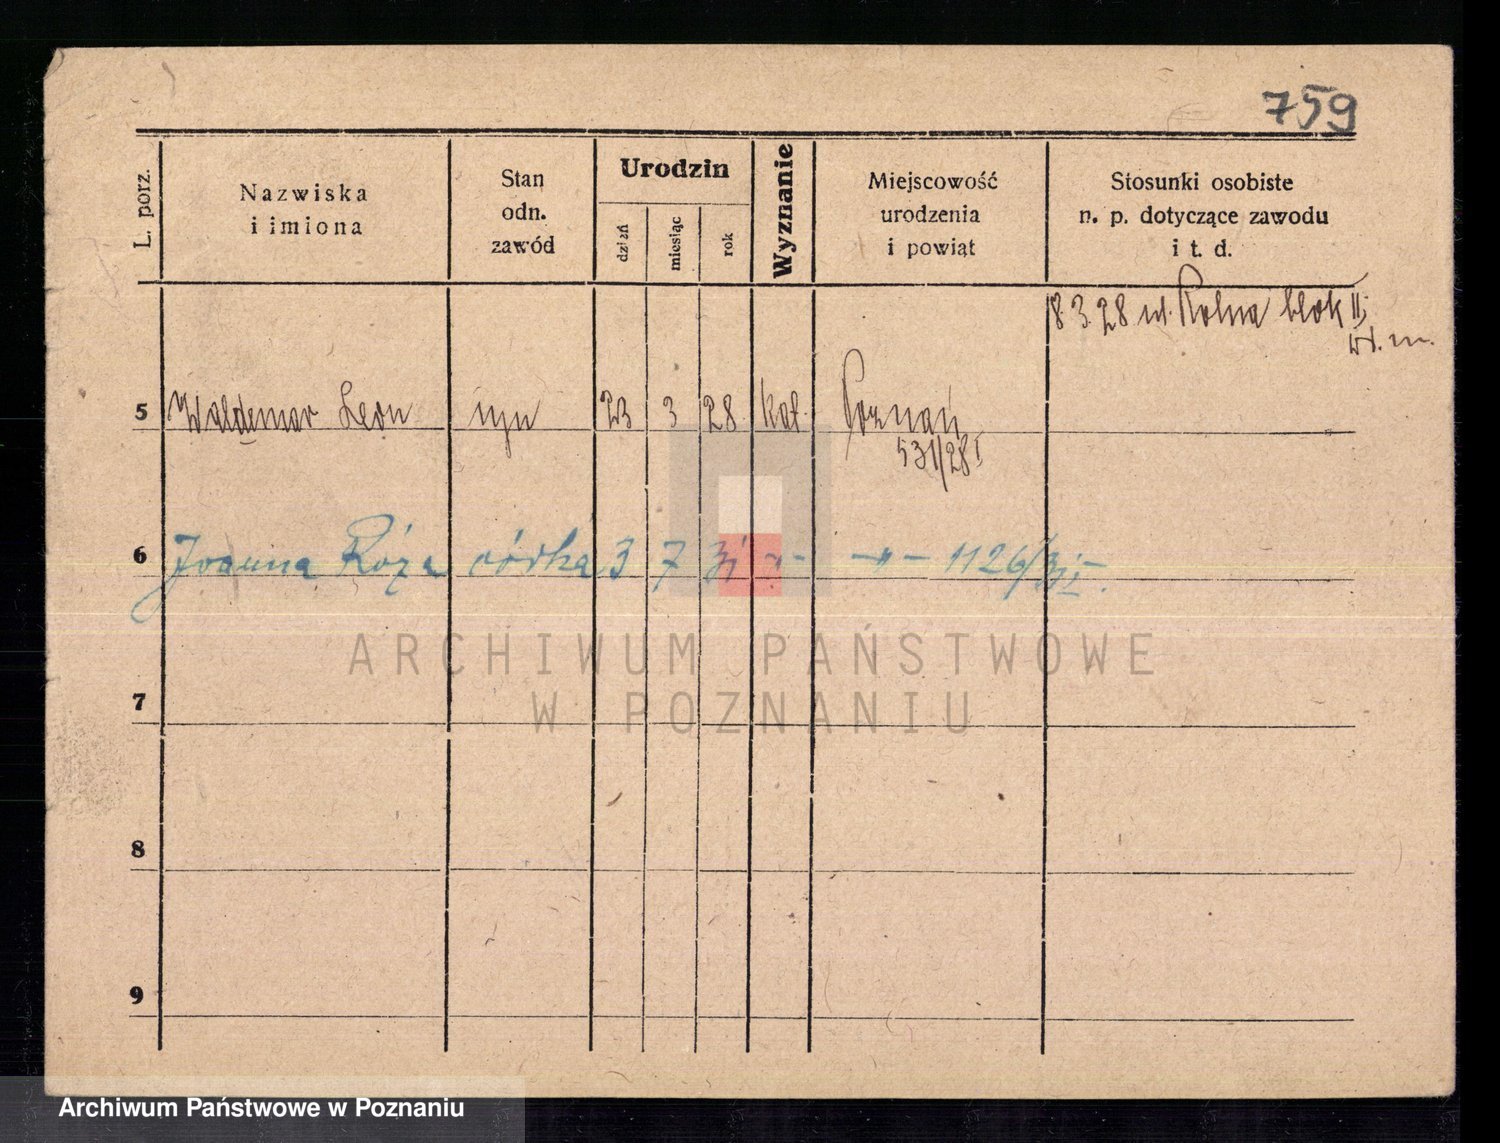 759
L. porz.
Nazwiska
i imiona
Stan
odn.
zawód
Urodzin
dzień
miesiąc
rok
Wyznanie
Miejscowość
urodzenia
i powiąt
Stosunki osobiste
n. p. dotyczące zawodu
i t. d.
8.3.28 ul. Rolna blok II,
5 Waldemar Leon syn 23 3 28 kat. Poznań
531/28 I
6 Joanna Róża córka 3 7 31 -"- -"- 1126/31 I.
ARCHIWUM PAŃSTWOWE
W POZNANIU
7
8
9
Archiwum Państwowe w Poznaniu